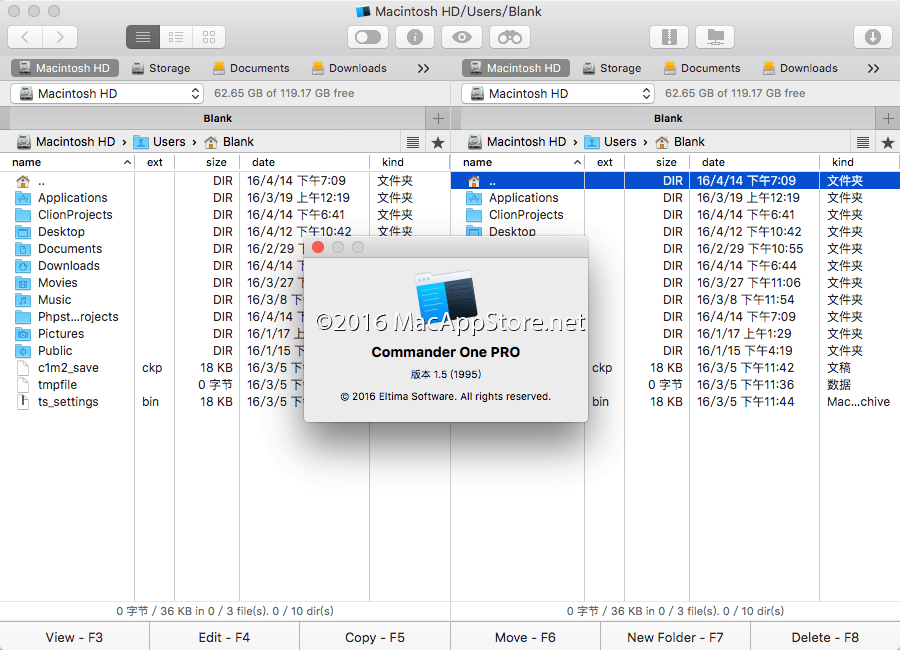 Macintosh HD/Users/Blank
Macintosh HD Storage Documents Downloads >> Macintosh HD Storage Documents Downloads >>
Macintosh HD 62.65 GB of 119.17 GB free Macintosh HD 62.65 GB of 119.17 GB free
Blank + Blank +
Macintosh HD › Users › Blank Macintosh HD › Users › Blank
name ext size date kind name ext size date kind
.. DIR 16/4/14 下午7:09 文件夹 .. DIR 16/4/14 下午7:09 文件夹
Applications DIR 16/3/19 上午12:19 文件夹 Applications DIR 16/3/19 上午12:19 文件夹
ClionProjects DIR 16/4/14 下午6:41 文件夹 ClionProjects DIR 16/4/14 下午6:41 文件夹
Desktop DIR 16/4/12 下午10:42 文件夹 Desktop DIR 16/4/12 下午10:42 文件夹
Documents DIR 16/2/29 DIR 16/2/29 下午10:55 文件夹
Downloads DIR 16/4/14 DIR 16/4/14 下午6:44 文件夹
Movies DIR 16/3/27 DIR 16/3/27 下午11:06 文件夹
Music DIR 16/3/8 DIR 16/3/8 下午11:54 文件夹
Phpst...rojects DIR 16/4/14 DIR 16/4/14 下午7:09 文件夹
Pictures DIR 16/1/17 DIR 16/1/17 上午1:29 文件夹
Public DIR 16/1/15 DIR 16/1/15 下午4:19 文件夹
c1m2_save ckp 18 KB 16/3/5 ckp 18 KB 16/3/5 下午11:42 文稿
tmpfile 0 字节 16/3/5 0 字节 16/3/5 下午11:36 数据
ts_settings bin 18 KB 16/3/5 bin 18 KB 16/3/5 下午11:44 Mac...chive
©2016 MacAppStore.net
Commander One PRO
版本 1.5 (1995)
© 2016 Eltima Software. All rights reserved.
0 字节 / 36 KB in 0 / 3 file(s). 0 / 10 dir(s) 0 字节 / 36 KB in 0 / 3 file(s). 0 / 10 dir(s)
View - F3 Edit - F4 Copy - F5 Move - F6 New Folder - F7 Delete - F8